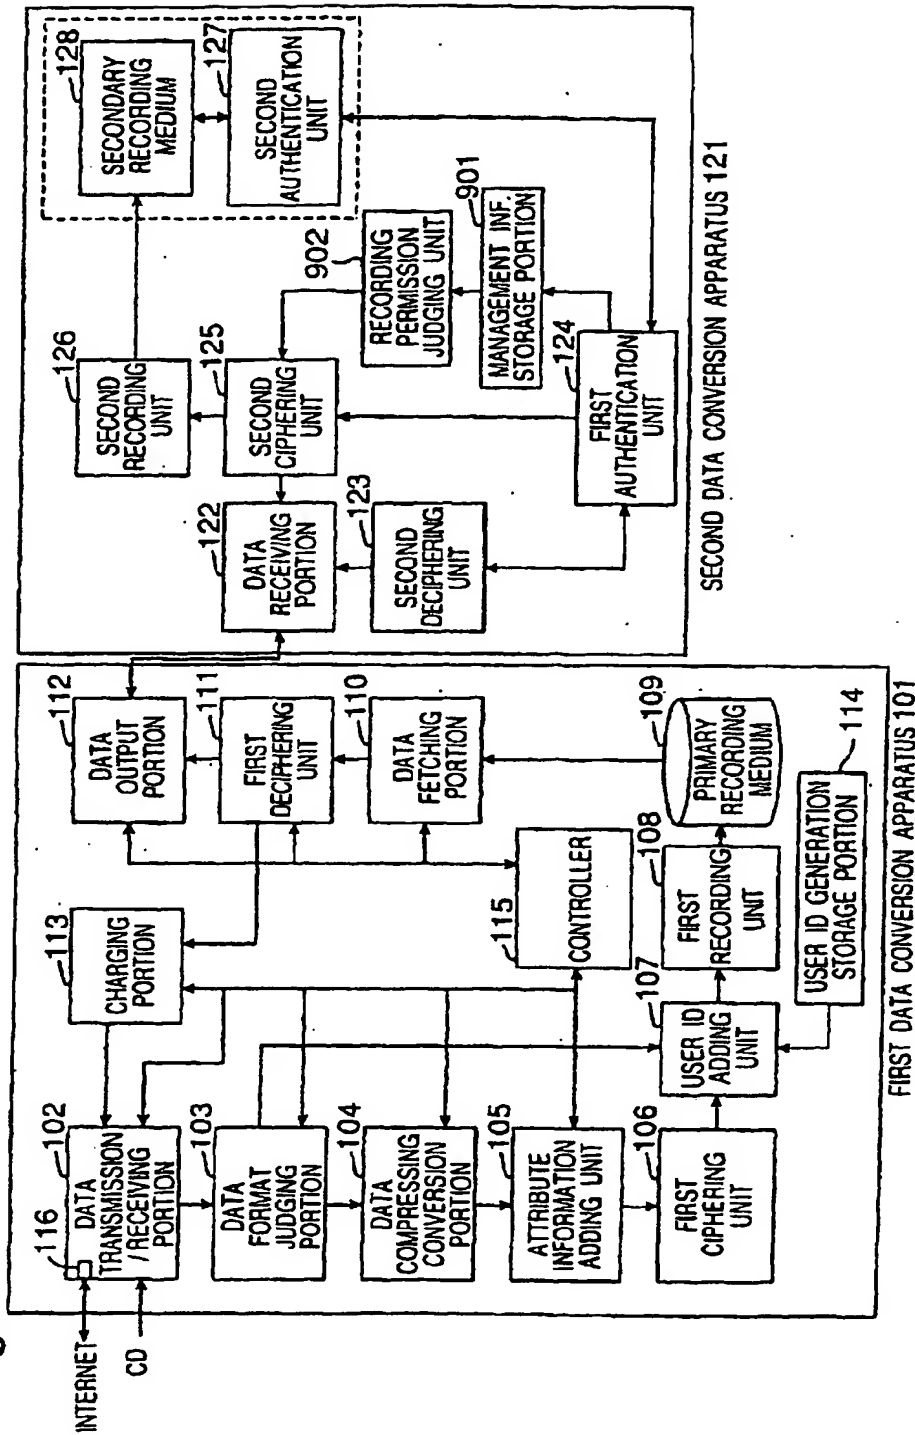 INTERNET
CD
116
102
DATA
TRANSMISSION
/RECEIVING
PORTION
103
DATA
FORMAT
JUDGING
PORTION
104
DATA
COMPRESSING
CONVERSION
PORTION
105
ATTRIBUTE
INFORMATION
ADDING UNIT
106
FIRST
CIPHERING
UNIT
113
CHARGING
PORTION
115
CONTROLLER
107
USER ID
ADDING
UNIT
108
FIRST
RECORDING
UNIT
109
PRIMARY
RECORDING
MEDIUM
114
USER ID GENERATION
STORAGE PORTION
112
DATA
OUTPUT
PORTION
111
FIRST
DECIPHERING
UNIT
110
DATA
FETCHING
PORTION
FIRST DATA CONVERSION APPARATUS 101
122
DATA
RECEIVING
PORTION
123
SECOND
DECIPHERING
UNIT
126
SECOND
RECORDING
UNIT
125
SECOND
CIPHERING
UNIT
124
FIRST
AUTHENTICATION
UNIT
902
RECORDING
PERMISSION
JUDGING UNIT
901
MANAGEMENT INF.
STORAGE PORTION
128
SECONDARY
RECORDING
MEDIUM
127
SECOND
AUTHENTICATION
UNIT
SECOND DATA CONVERSION APPARATUS 121